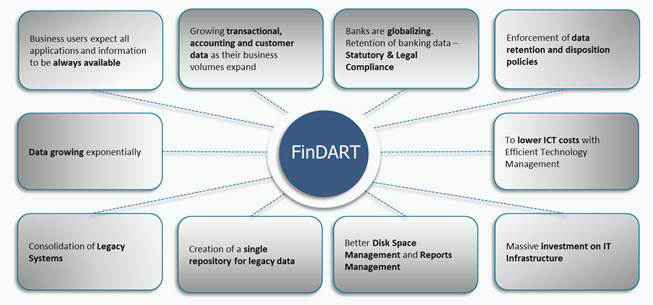 Business users expect all
applications and information
to be always available
Growing transactional,
accounting and customer
data as their business
volumes expand
Banks are globalizing.
Retention of banking data –
Statutory & Legal
Compliance
Enforcement of data
retention and disposition
policies
Data growing exponentially
FinDART
To lower ICT costs with
Efficient Technology
Management
Consolidation of Legacy
Systems
Creation of a single
repository for legacy data
Better Disk Space
Management and Reports
Management
Massive investment on IT
Infrastructure